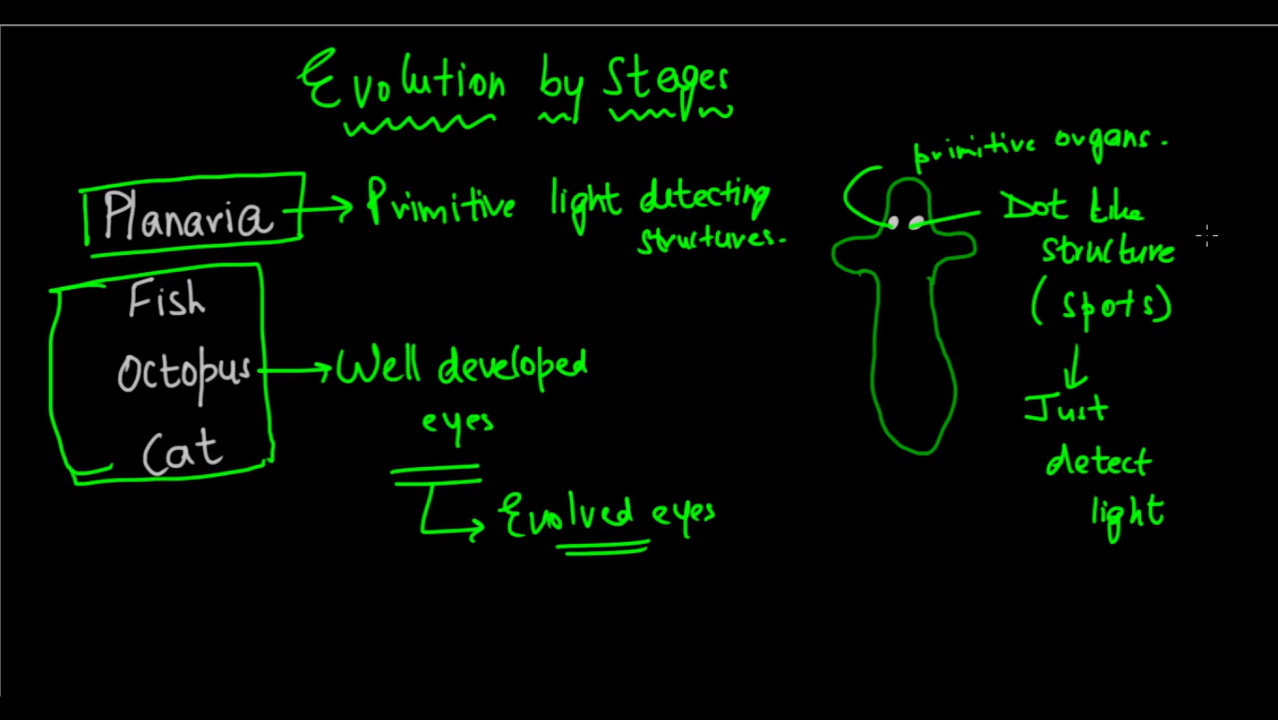 Evolution by Stages
Planaria → Primitive light detecting
structures.
Fish
Octopus → Well developed
Cat
eyes
→ Evolved eyes
primitive organs.
Dot like
structure
(spots)
↓
Just
detect
light